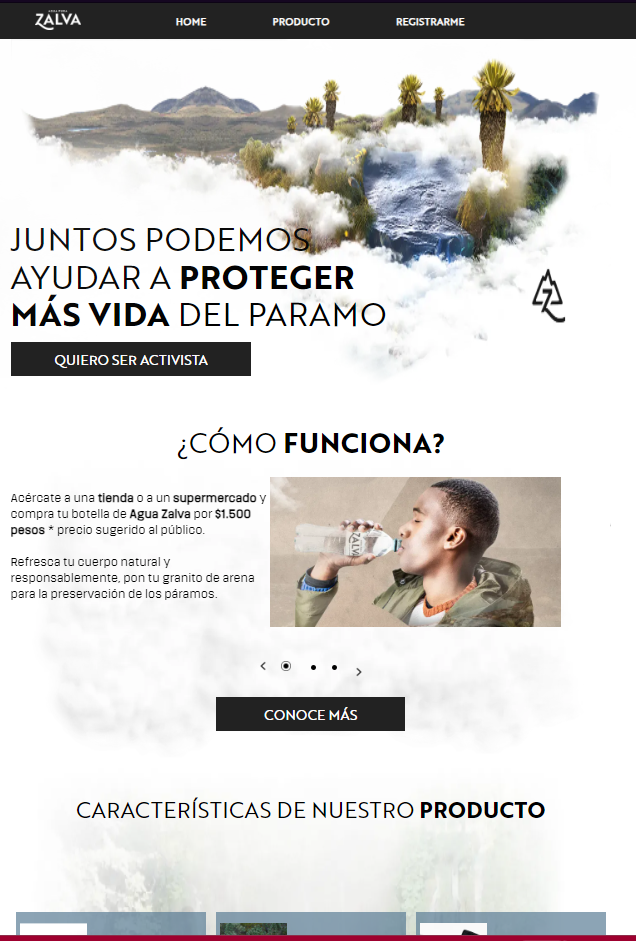 AGUA PURA
ZALVA
HOME
PRODUCTO
REGISTRARME
JUNTOS PODEMOS
AYUDAR A PROTEGER
MÁS VIDA DEL PARAMO
QUIERO SER ACTIVISTA
¿CÓMO FUNCIONA?
Acércate a una tienda o a un supermercado y
compra tu botella de Agua Zalva por $1.500
pesos * precio sugerido al público.
Refresca tu cuerpo natural y
responsablemente, pon tu granito de arena
para la preservación de los páramos.
ZALVA
CONOCE MÁS
CARACTERÍSTICAS DE NUESTRO PRODUCTO